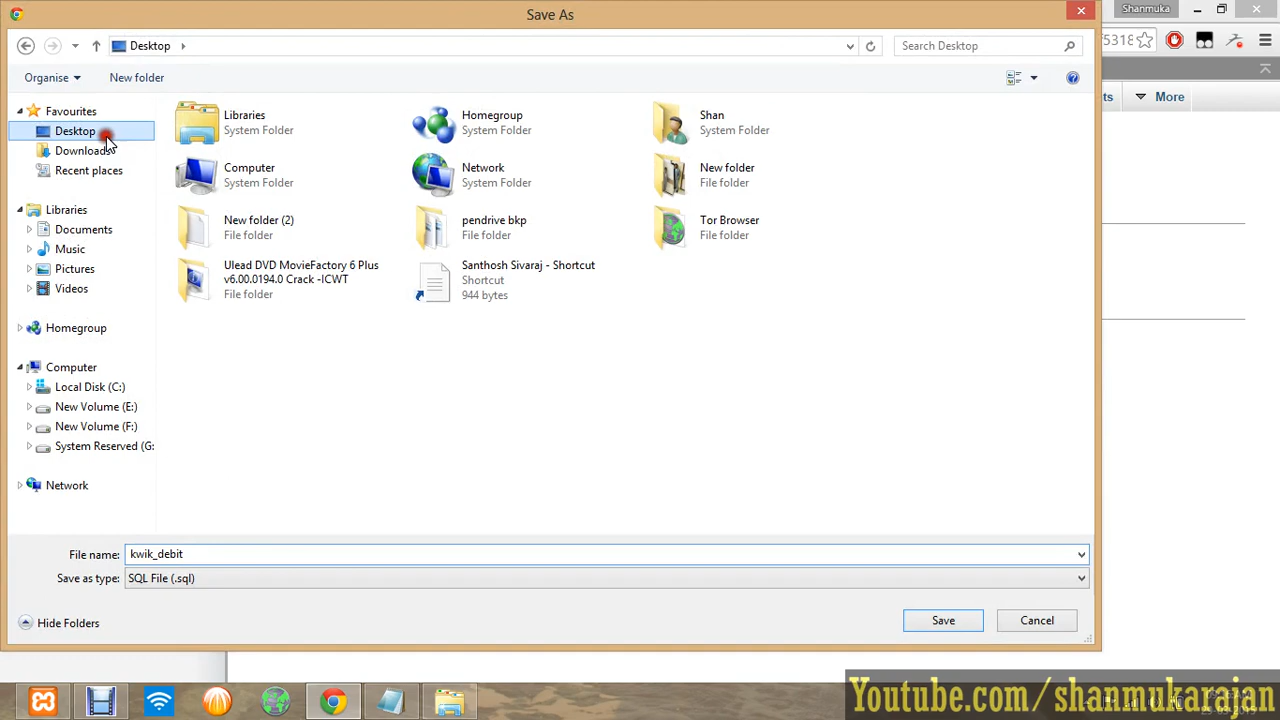 Save As
Shanmuka
Desktop
Search Desktop
5318
Organise
New folder
Favourites
Desktop
Downloads
Recent places
Libraries
Documents
Music
Pictures
Videos
Homegroup
Computer
Local Disk (C:)
New Volume (E:)
New Volume (F:)
System Reserved (G:
Network
Libraries
System Folder
Homegroup
System Folder
Shan
System Folder
Computer
System Folder
Network
System Folder
New folder
File folder
New folder (2)
File folder
pendrive bkp
File folder
Tor Browser
File folder
Ulead DVD MovieFactory 6 Plus
v6.00.0194.0 Crack -ICWT
File folder
Santhosh Sivaraj - Shortcut
Shortcut
944 bytes
ts
More
File name:
kwik_debit
Save as type:
SQL File (.sql)
Hide Folders
Save
Cancel
Youtube.com/shanmukarajan